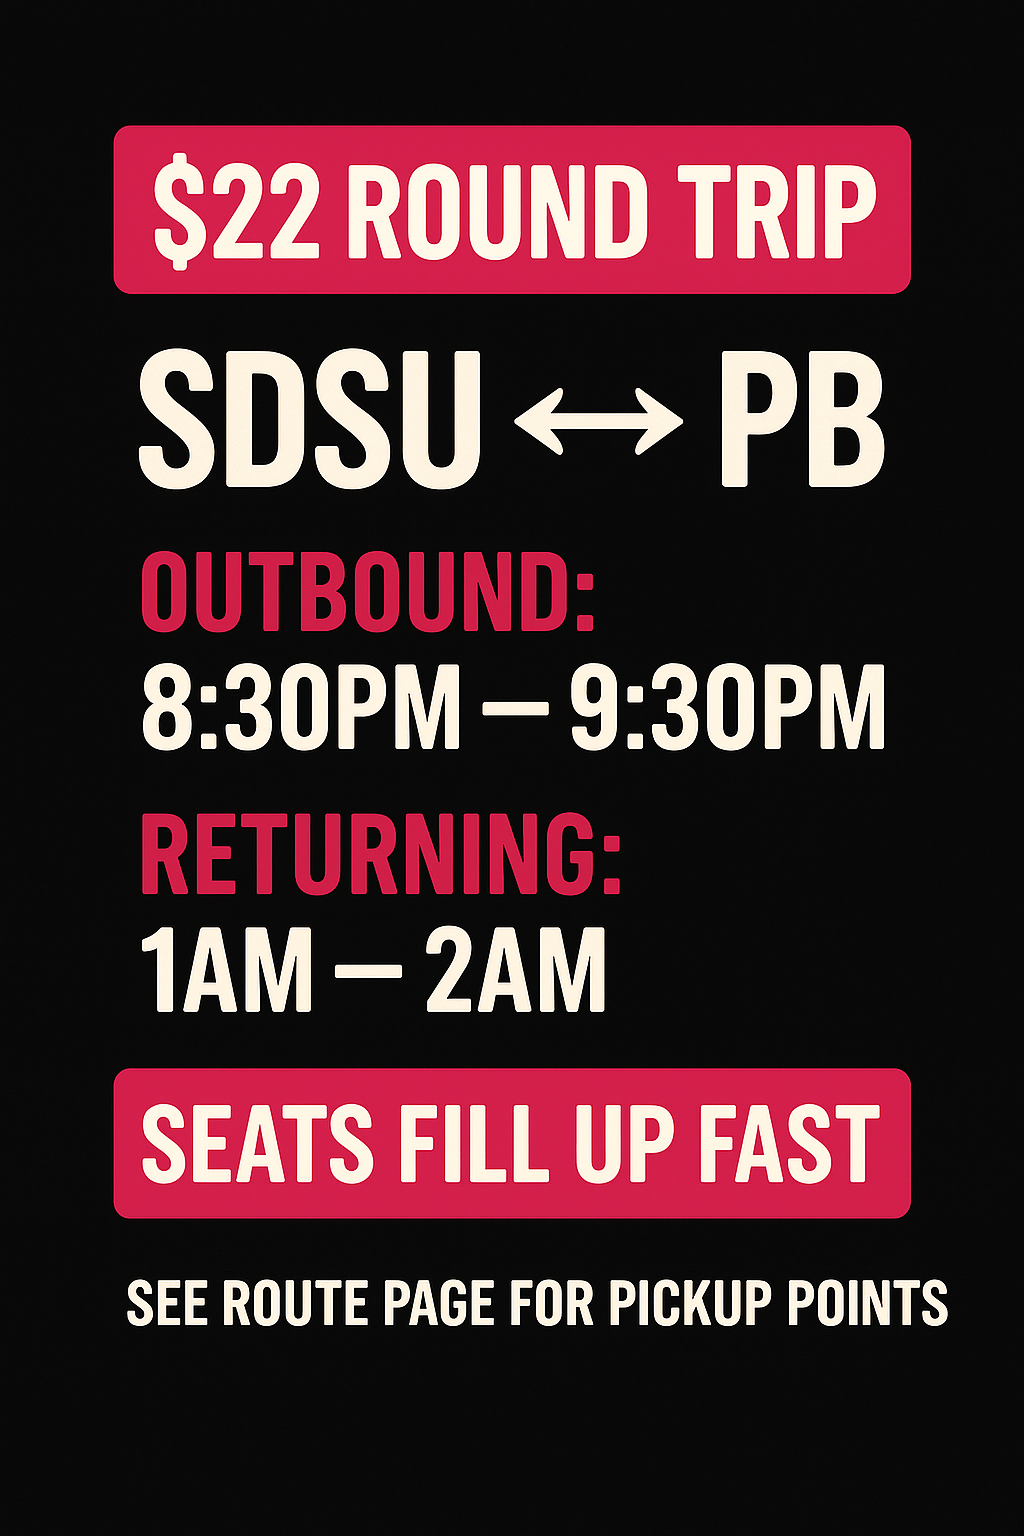 $22 ROUND TRIP
SDSU ↔ PB
OUTBOUND:
8:30PM — 9:30PM
RETURNING:
1AM — 2AM
SEATS FILL UP FAST
SEE ROUTE PAGE FOR PICKUP POINTS